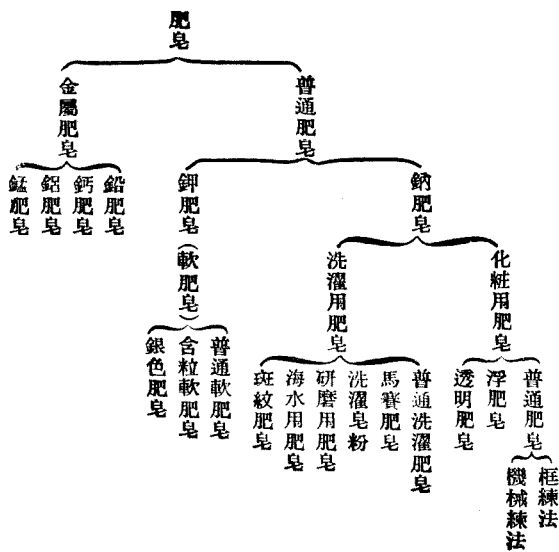 肥皂
普通肥皂
金屬肥皂
鈉肥皂
鉀肥皂(軟肥皂)
鉛肥皂
鈣肥皂
鋁肥皂
錳肥皂
化粧用肥皂
洗濯用肥皂
普通軟肥皂
含粒軟肥皂
銀色肥皂
普通肥皂
浮肥皂
透明肥皂
普通洗濯肥皂
馬賽肥皂
洗濯皂粉
研磨用肥皂
海水用肥皂
斑紋肥皂
框練法
機械練法